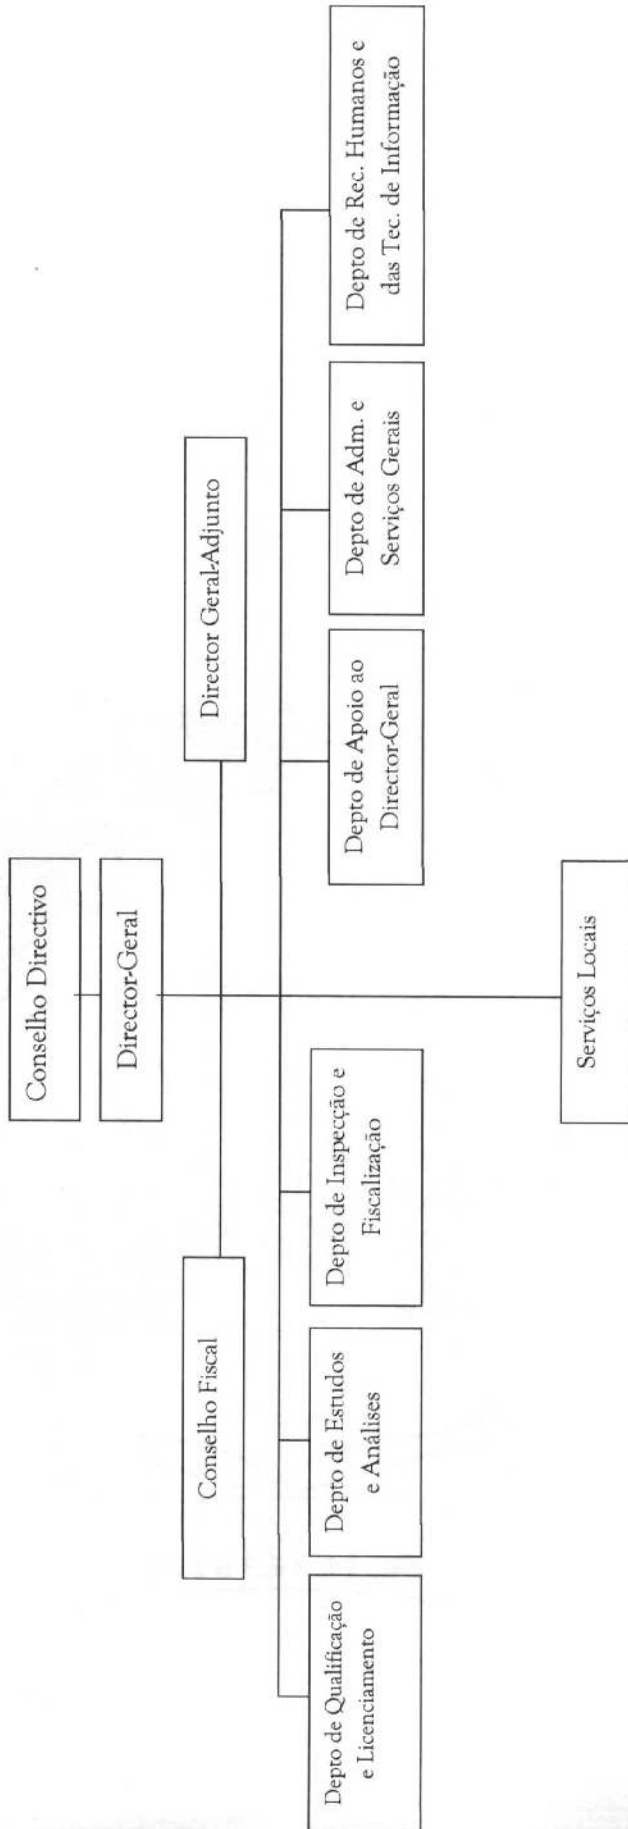 Conselho Directivo
Director-Geral
Conselho Fiscal
Director Geral-Adjunto
Depto de Qualificação
e Licenciamento
Depto de Estudos
e Análises
Depto de Inspecção e
Fiscalização
Depto de Apoio ao
Director-Geral
Depto de Adm. e
Serviços Gerais
Depto de Rec. Humanos e
das Tec. de Informação
Serviços Locais